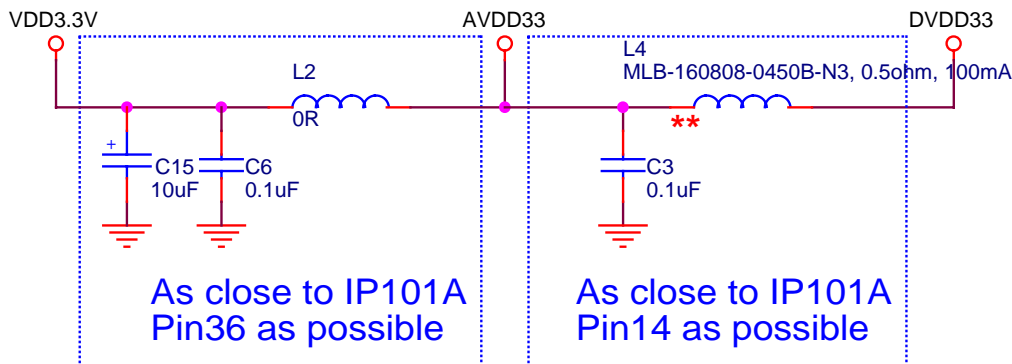 VDD3.3V
AVDD33
DVDD33
L4
MLB-160808-0450B-N3, 0.5ohm, 100mA
L2
0R
**
+
C15
10uF
C6
0.1uF
C3
0.1uF
As close to IP101A
Pin36 as possible
As close to IP101A
Pin14 as possible